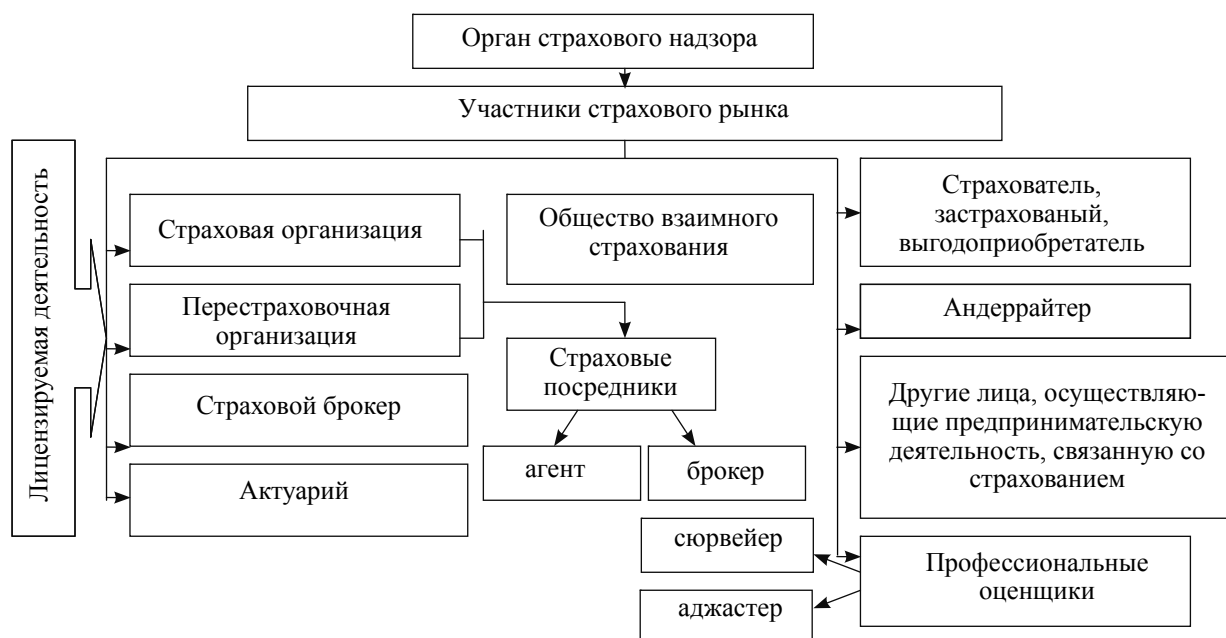 Орган страхового надзора
Участники страхового рынка
Лицензируемая деятельность
Страховая организация
Перестраховочная
организация
Страховой брокер
Актуарий
Общество взаимного
страхования
Страховые
посредники
агент
брокер
сюрвейер
аджастер
Страхователь,
застрахованый,
выгодоприобретатель
Андеррайтер
Другие лица, осуществляю-
щие предпринимательскую
деятельность, связанную со
страхованием
Профессиональные
оценщики